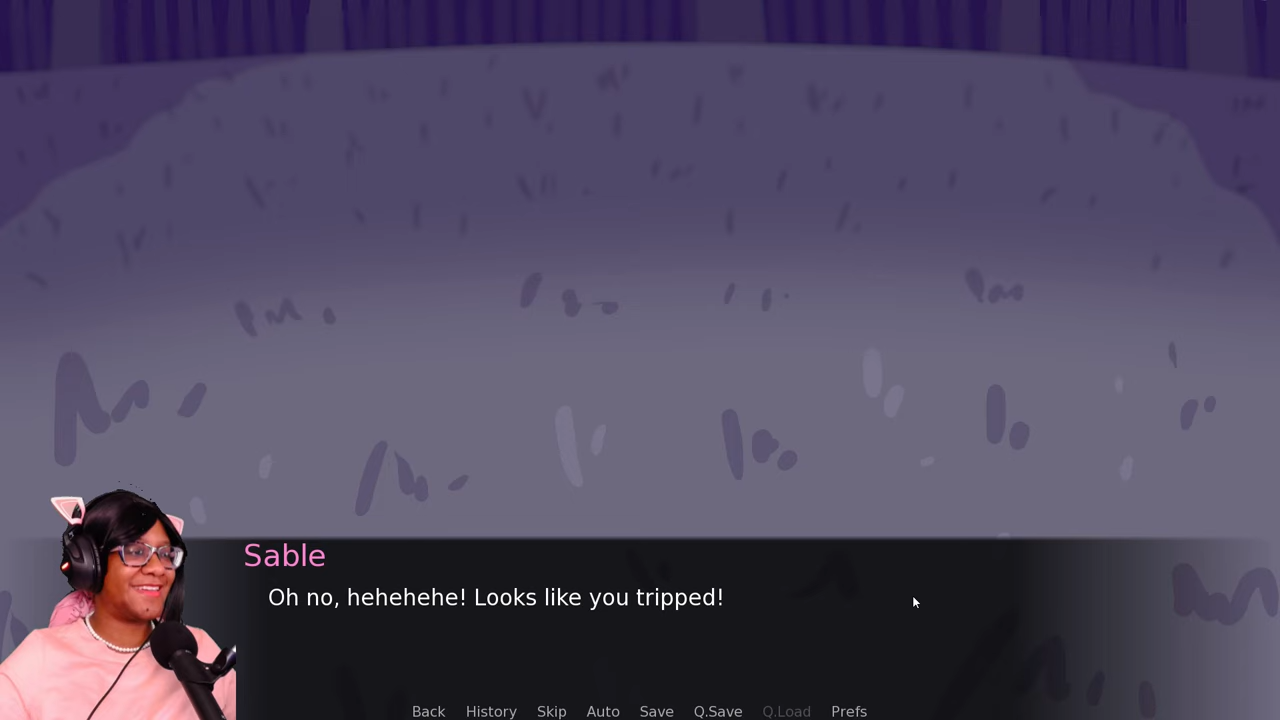 Sable
Oh no, hehehehe! Looks like you tripped!
Back History Skip Auto Save Q.Save Q.Load Prefs